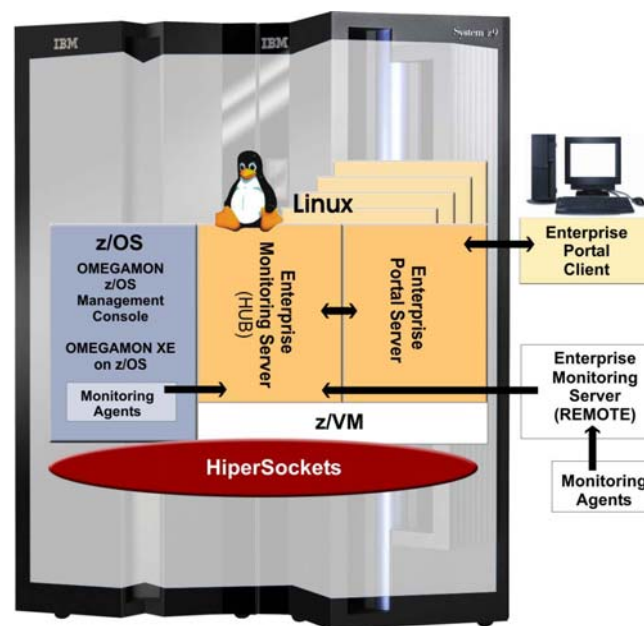 IBM
IBM
System z9
Linux
z/OS
OMEGAMON
z/OS
Management
Console
OMEGAMON XE
on z/OS
Monitoring
Agents
Enterprise
Monitoring Server
(HUB)
Enterprise
Portal Server
z/VM
HiperSockets
Enterprise
Portal
Client
Enterprise
Monitoring
Server
(REMOTE)
Monitoring
Agents